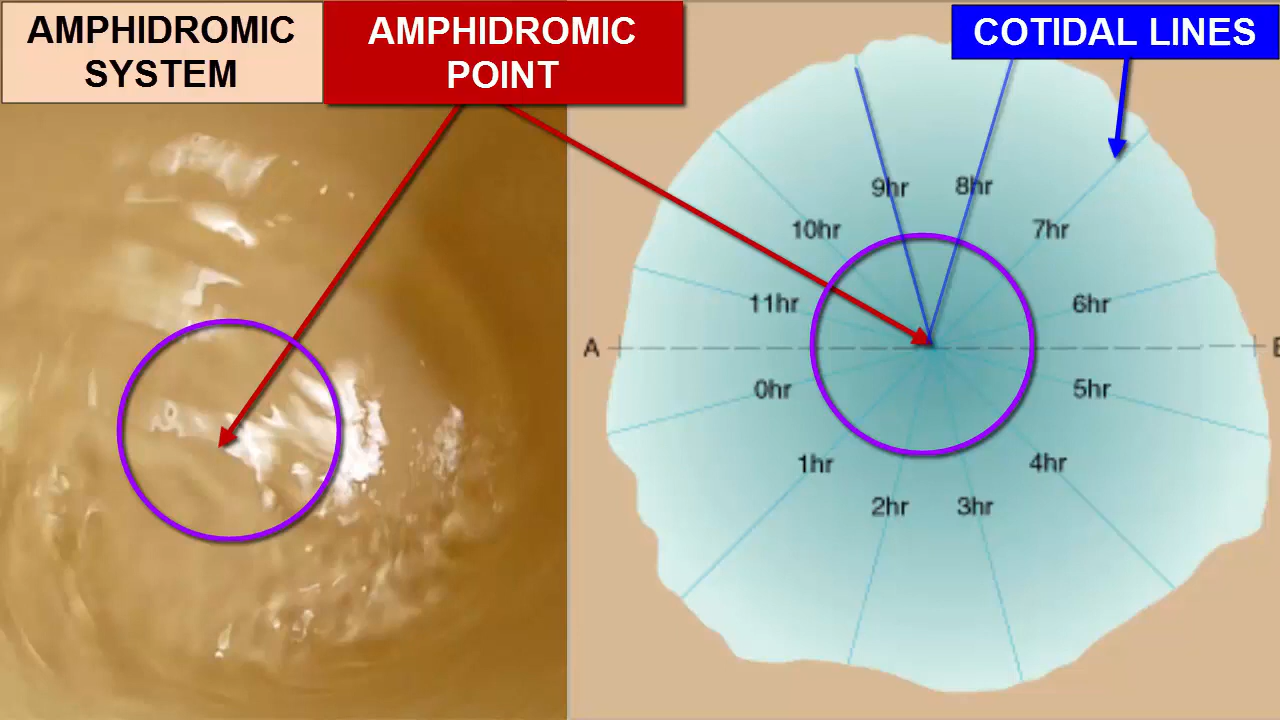 AMPHIDROMIC
SYSTEM
AMPHIDROMIC
POINT
COTIDAL LINES
9hr
8hr
10hr
7hr
11hr
6hr
A
0hr
5hr
1hr
4hr
2hr
3hr